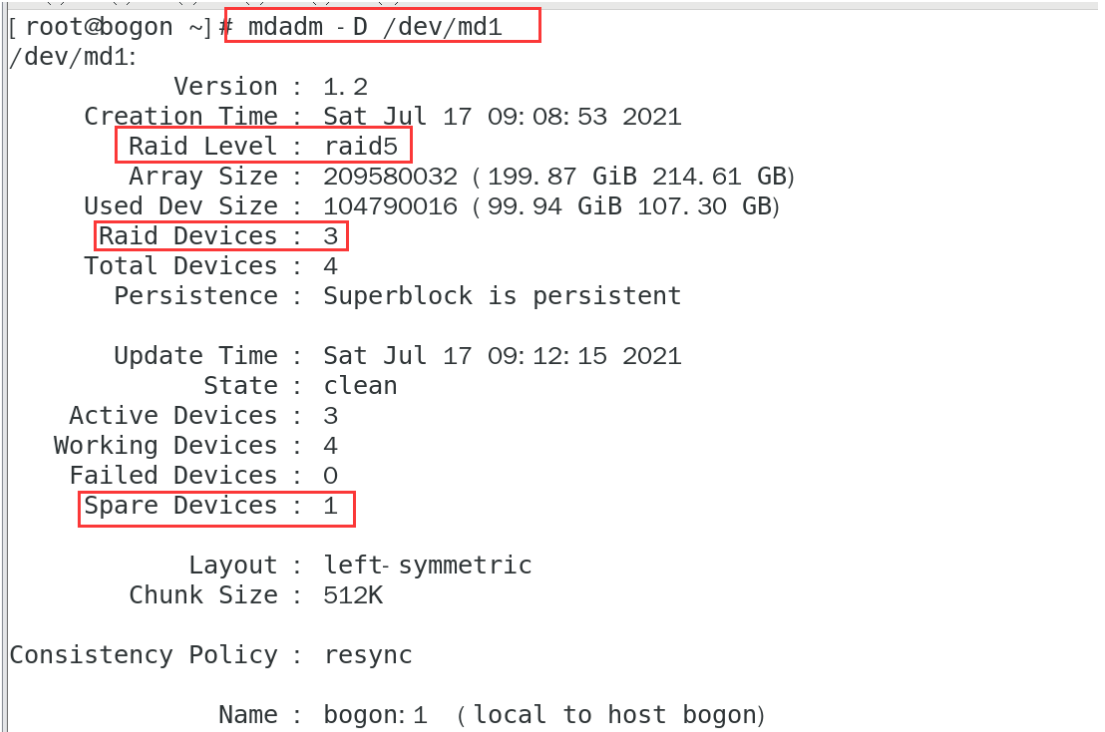 [root@bogon ~]# mdadm -D /dev/md1
/dev/md1:
Version : 1.2
Creation Time : Sat Jul 17 09:08:53 2021
Raid Level : raid5
Array Size : 209580032 (199.87 GiB 214.61 GB)
Used Dev Size : 104790016 (99.94 GiB 107.30 GB)
Raid Devices : 3
Total Devices : 4
Persistence : Superblock is persistent
Update Time : Sat Jul 17 09:12:15 2021
State : clean
Active Devices : 3
Working Devices : 4
Failed Devices : 0
Spare Devices : 1
Layout : left-symmetric
Chunk Size : 512K
Consistency Policy : resync
Name : bogon:1 (local to host bogon)